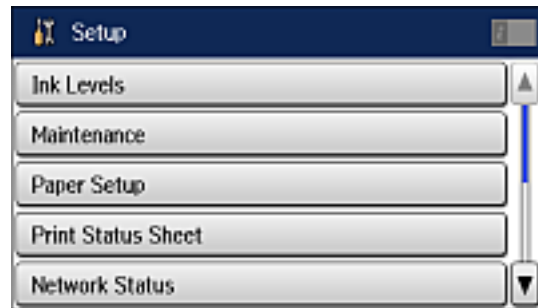 Setup
Ink Levels
Maintenance
Paper Setup
Print Status Sheet
Network Status